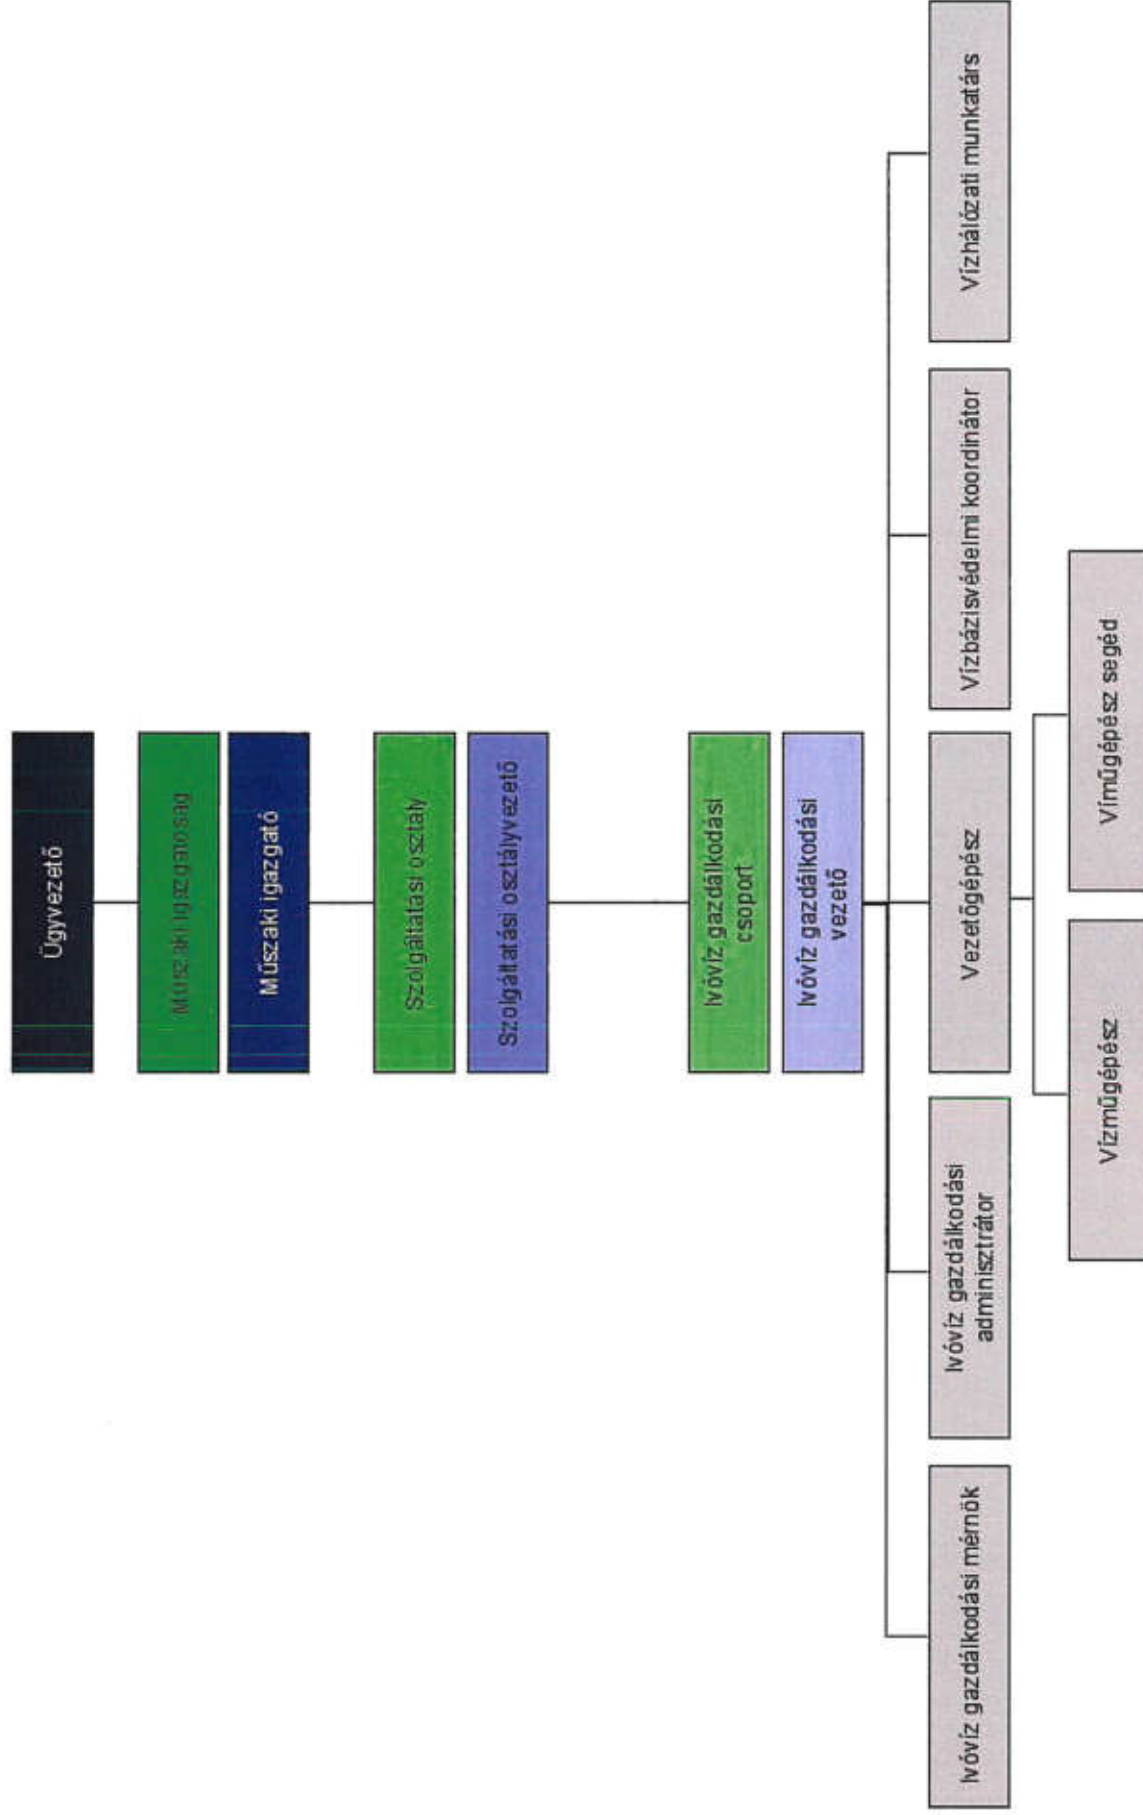 Ügyvezető
Műszaki igazgatóság
Műszaki igazgató
Szolgáltatási osztály
Szolgáltatási osztályvezető
Ivóvíz gazdálkodási
csoport
Ivóvíz gazdálkodási
vezető
Ivóvíz gazdálkodási mérnök
Ivóvíz gazdálkodási
adminisztrátor
Vezetőgépész
Vízbázisvédelmi koordinátor
Vízhálózati munkatárs
Vízműgépész
Víműgépész segéd